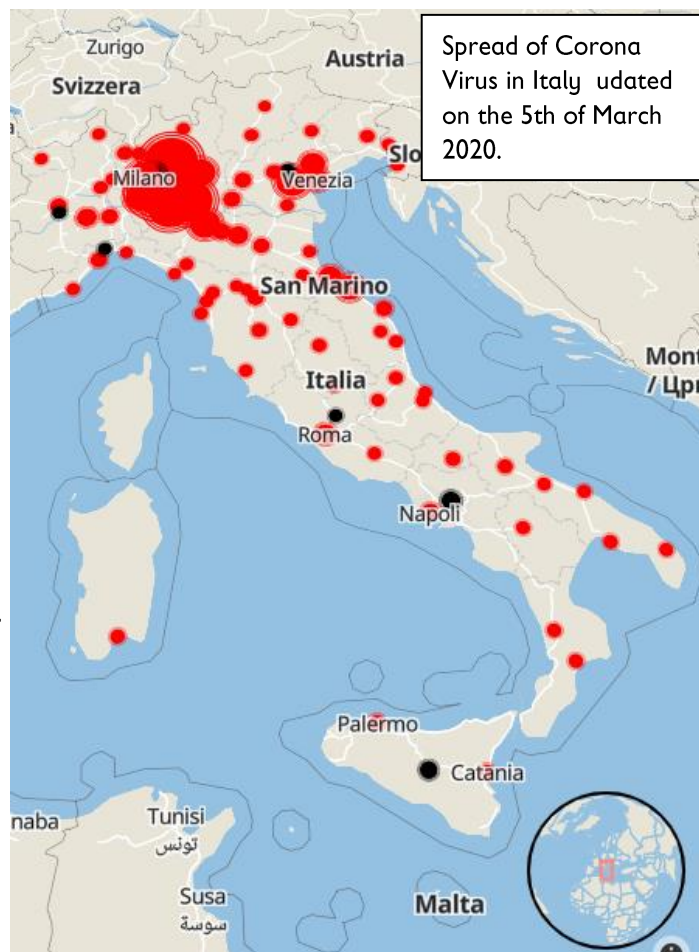 Spread of Corona
Virus in Italy udated
on the 5th of March
2020.
Zurigo
Austria
Svizzera
Slo
Milano
Venezia
San Marino
Mont
/ Црн
Italia
Roma
Napoli
Palermo
Catania
naba
Tunisi
تونس
Susa
سوسة
Malta